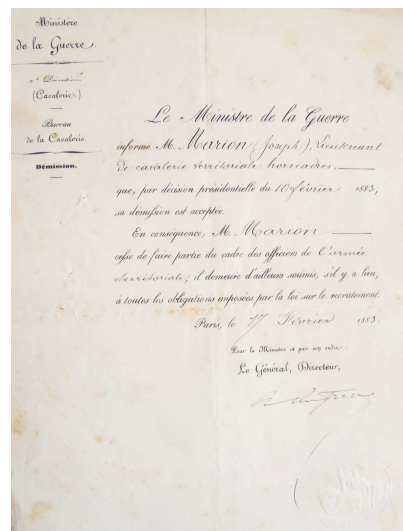 Ministère
de la Guerre.
Direction
(Cavalerie.)
Bureau
de la Cavalerie.
Démission.
Le Ministre de la Guerre
informe M. Marion (Joseph), Lieutenant
de cavalerie territoriale hors cadres,
que, par décision présidentielle du 10 février 1883,
sa démission est acceptée.
En conséquence, M. Marion
cesse de faire partie du cadre des officiers de l'armée
territoriale; il demeure d'ailleurs soumis, s'il y a lieu,
à toutes les obligations imposées par la loi sur le recrutement.
Paris, le 17 Février 1883.
Pour le Ministre et par son ordre:
Le Général, Directeur,